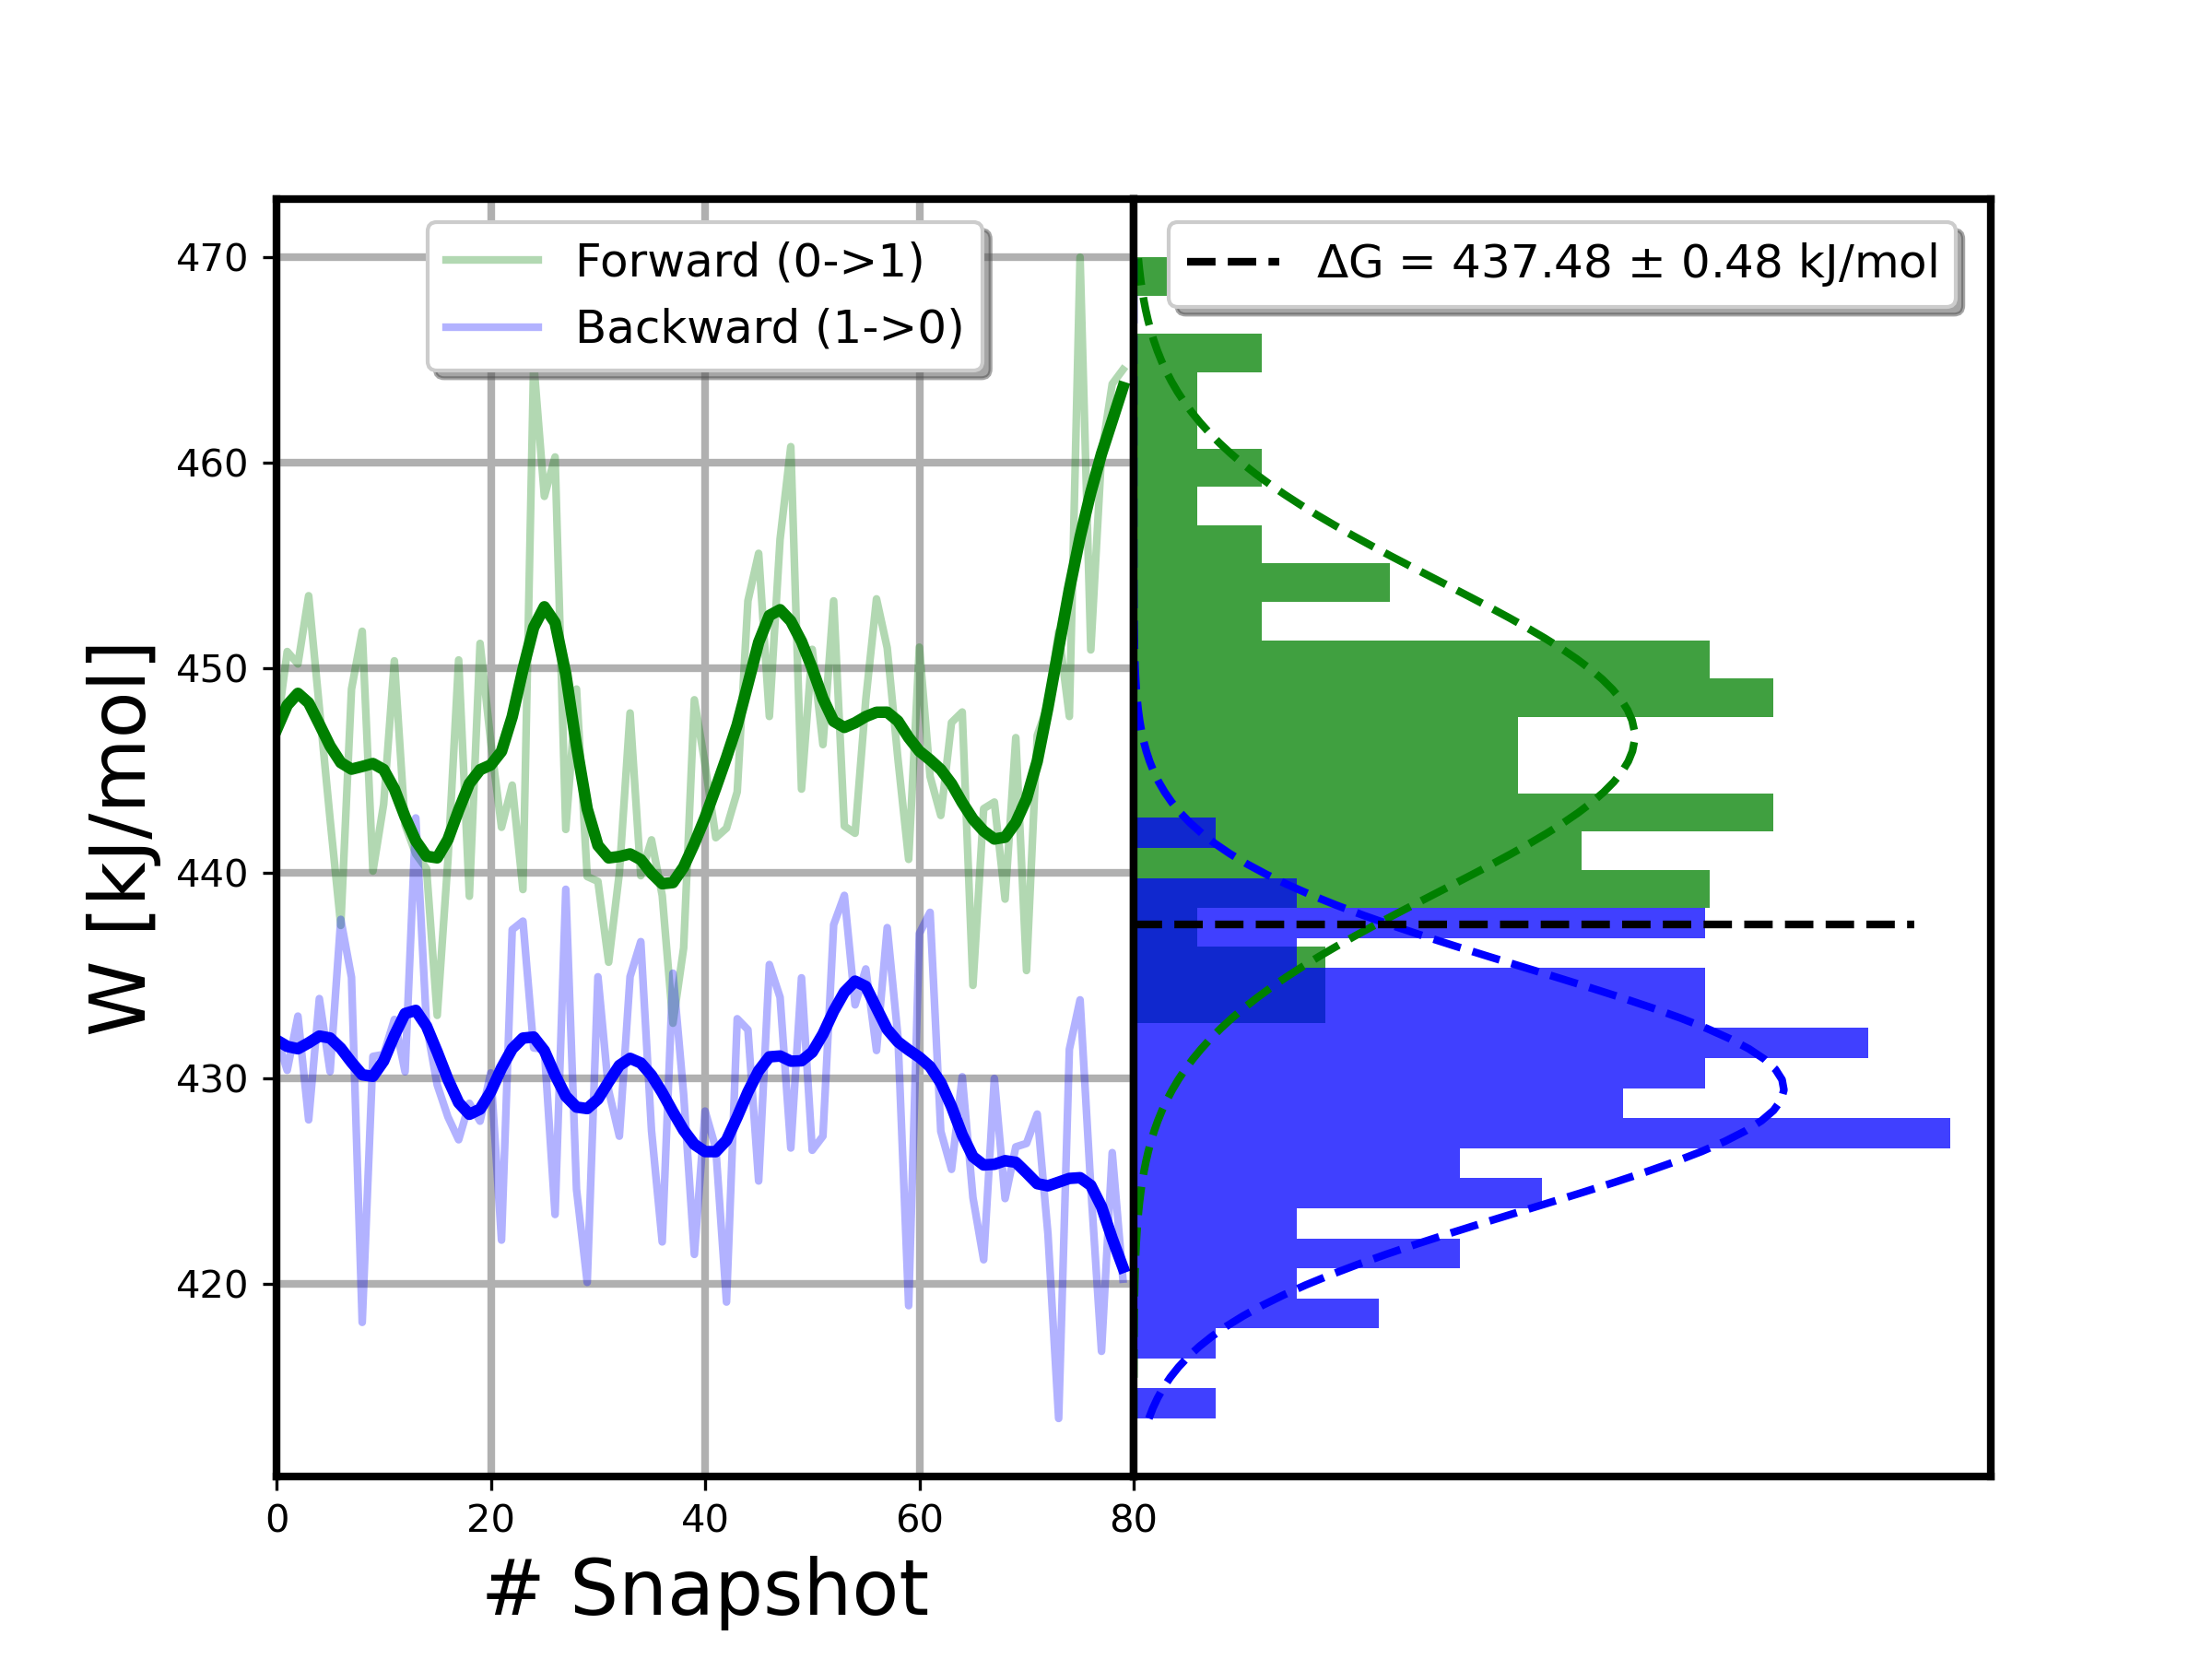 Forward (0->1)
Backward (1->0)
ΔG = 437.48 ± 0.48 kJ/mol
W [kJ/mol]
470
460
450
440
430
420
0 20 40 60 80
# Snapshot